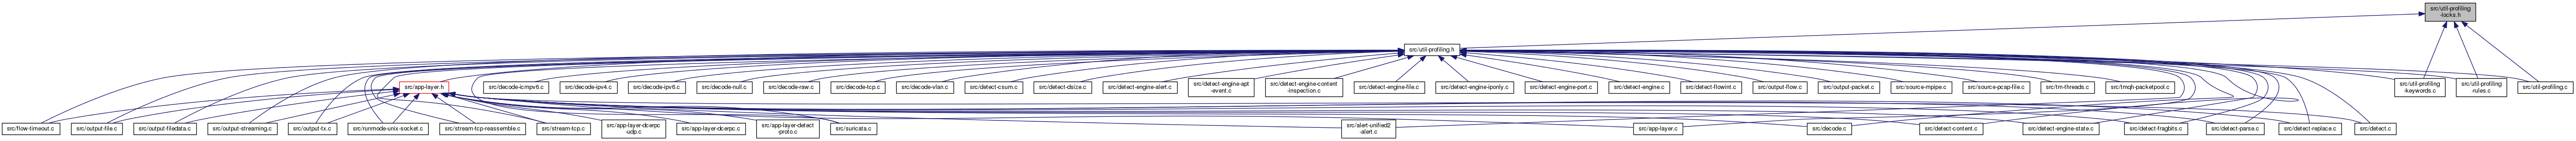 src/util-profiling
-locks.h
src/util-profiling.h
src/app-layer.h
src/decode-icmpv6.c
src/decode-ipv4.c
src/decode-ipv6.c
src/decode-null.c
src/decode-raw.c
src/decode-tcp.c
src/decode-vlan.c
src/detect-csum.c
src/detect-dsize.c
src/detect-engine-alert.c
src/detect-engine-apt
-event.c
src/detect-engine-content
-inspection.c
src/detect-engine-file.c
src/detect-engine-iponly.c
src/detect-engine-port.c
src/detect-engine.c
src/detect-flowint.c
src/output-flow.c
src/output-packet.c
src/source-mpipe.c
src/source-pcap-file.c
src/tm-threads.c
src/tmqh-packetpool.c
src/util-profiling
-keywords.c
src/util-profiling
-rules.c
src/util-profiling.c
src/flow-timeout.c
src/output-file.c
src/output-filedata.c
src/output-streaming.c
src/output-tx.c
src/runmode-unix-socket.c
src/stream-tcp-reassemble.c
src/stream-tcp.c
src/app-layer-dcerpc
-udp.c
src/app-layer-dcerpc.c
src/app-layer-detect
-proto.c
src/suricata.c
src/alert-unified2
-alert.c
src/app-layer.c
src/decode.c
src/detect-content.c
src/detect-engine-state.c
src/detect-fragbits.c
src/detect-parse.c
src/detect-replace.c
src/detect.c